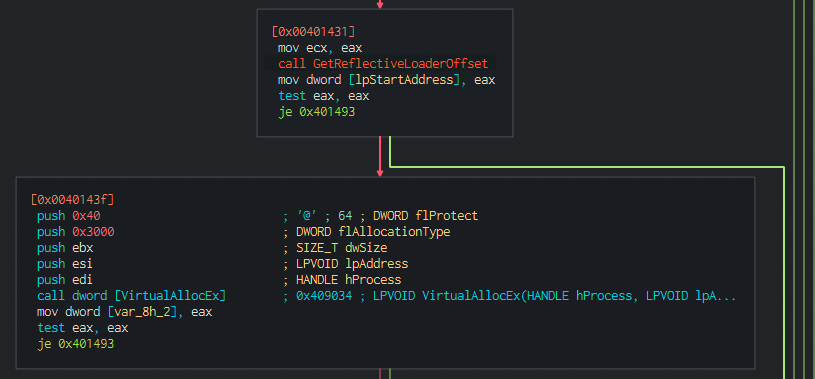 [0x00401431]
mov ecx, eax
call GetReflectiveLoaderOffset
mov dword [lpStartAddress], eax
test eax, eax
je 0x401493
[0x0040143f]
push 0x40 ; '@' ; 64 ; DWORD flProtect
push 0x3000 ; DWORD flAllocationType
push ebx ; SIZE_T dwSize
push esi ; LPVOID lpAddress
push edi ; HANDLE hProcess
call dword [VirtualAllocEx] ; 0x409034 ; LPVOID VirtualAllocEx(HANDLE hProcess, LPVOID lpA...
mov dword [var_8h_2], eax
test eax, eax
je 0x401493